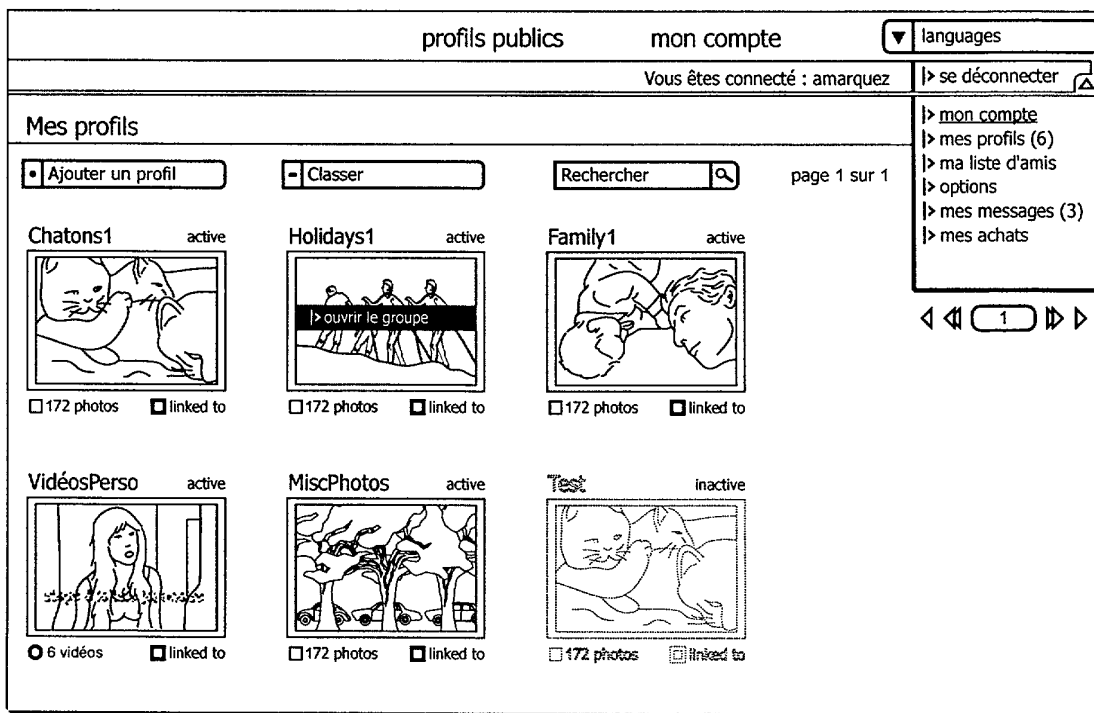 profils publics mon compte languages
Vous êtes connecté : amarquez |> se déconnecter
Mes profils
|> mon compte
|> mes profils (6)
|> ma liste d'amis
|> options
|> mes messages (3)
|> mes achats
Ajouter un profil Classer Rechercher page 1 sur 1
1
Chatons1 active Holidays1 active Family1 active
|> ouvrir le groupe
172 photos linked to 172 photos linked to 172 photos linked to
VidéosPerso active MiscPhotos active Test inactive
6 vidéos linked to 172 photos linked to 172 photos linked to